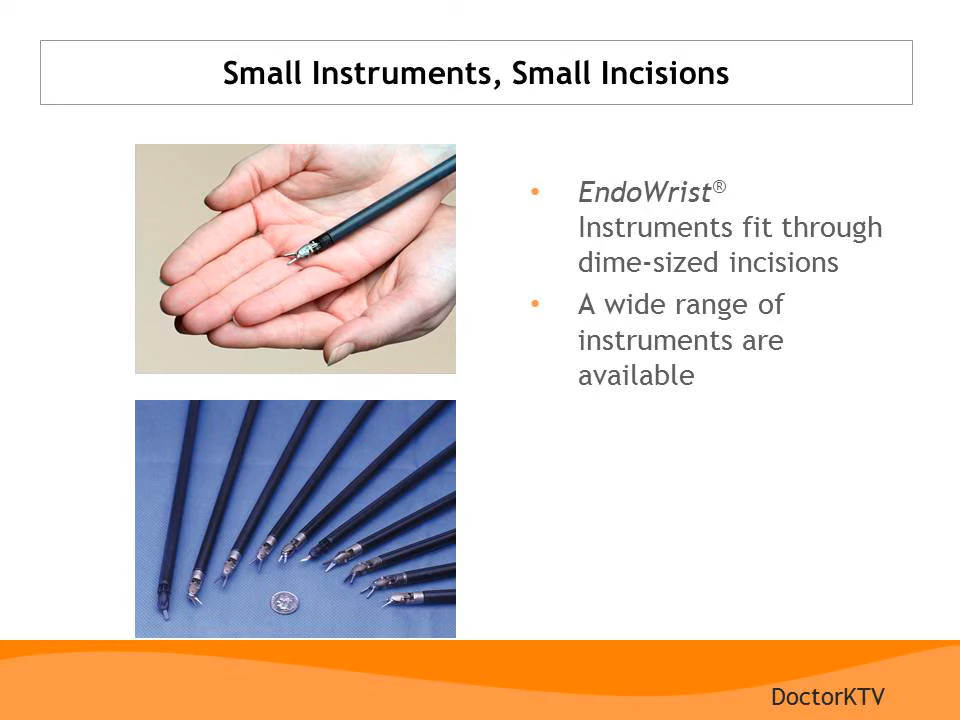 Small Instruments, Small Incisions
• EndoWrist®
Instruments fit through
dime-sized incisions
• A wide range of
instruments are
available
DoctorKTV